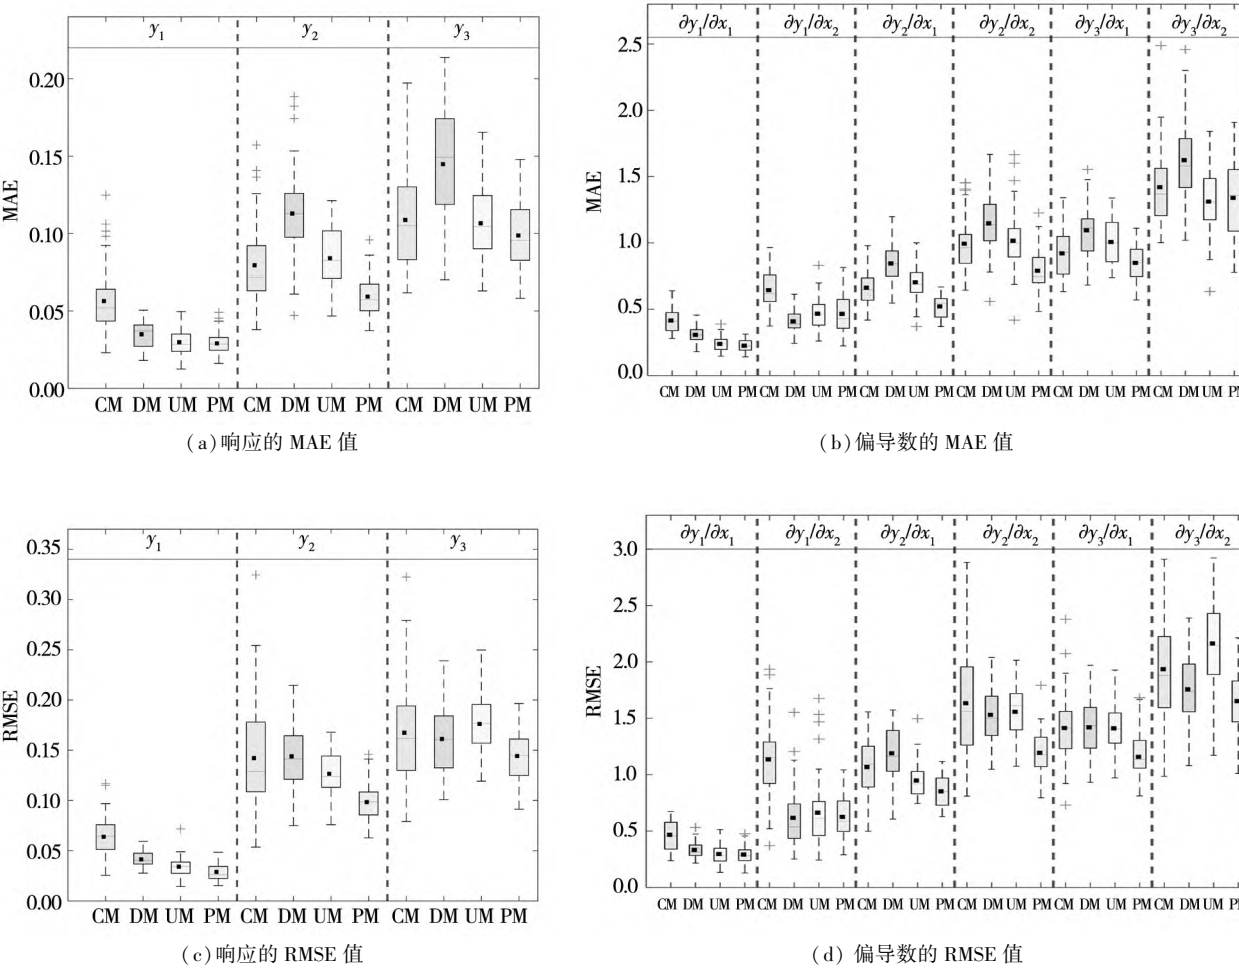 y1 y2 y3
0.20
0.15
0.10
0.05
0.00
MAE
CM DM UM PM CM DM UM PM CM DM UM PM
(a)响应的 MAE 值
∂y1/∂x1 ∂y1/∂x2 ∂y2/∂x1 ∂y2/∂x2 ∂y3/∂x1 ∂y3/∂x2
2.5
2.0
1.5
1.0
0.5
0.0
MAE
CM DM UM PM CM DM UM PM CM DM UM PM CM DM UM PM CM DM UM PM CM DM UM PM
(b)偏导数的 MAE 值
y1 y2 y3
0.35
0.30
0.25
0.20
0.15
0.10
0.05
0.00
RMSE
CM DM UM PM CM DM UM PM CM DM UM PM
(c)响应的 RMSE 值
∂y1/∂x1 ∂y1/∂x2 ∂y2/∂x1 ∂y2/∂x2 ∂y3/∂x1 ∂y3/∂x2
3.0
2.5
2.0
1.5
1.0
0.5
0.0
RMSE
CM DM UM PM CM DM UM PM CM DM UM PM CM DM UM PM CM DM UM PM CM DM UM PM
(d) 偏导数的 RMSE 值